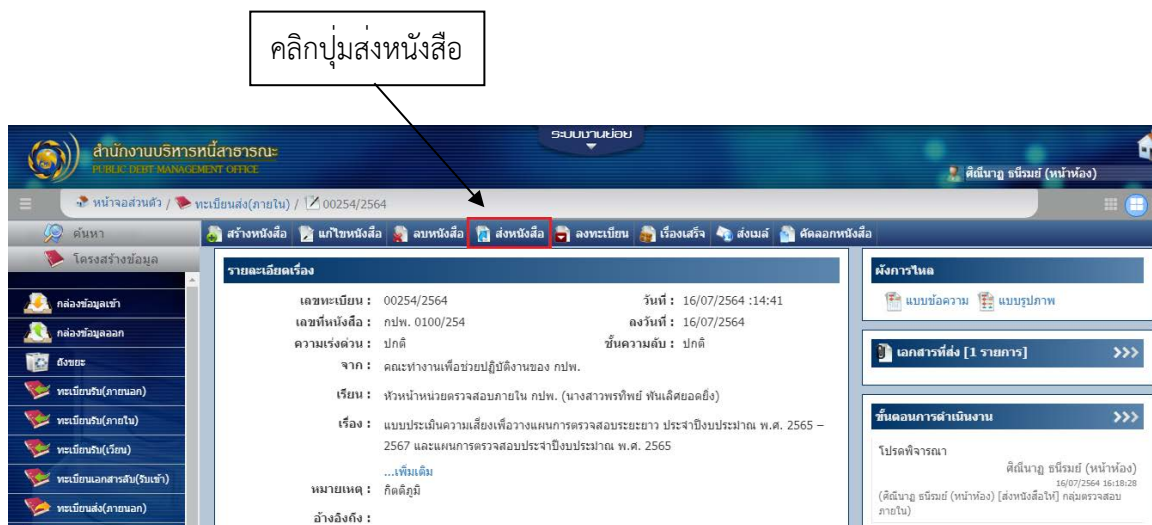 คลิกปุ่มส่งหนังสือ
ระบบงานย่อย
สำนักงานบริหารหนี้สาธารณะ
PUBLIC DEBT MANAGEMENT OFFICE
ศิณีนาฏ ธนีรมย์ (หน้าห้อง)
หน้าจอส่วนตัว / ทะเบียนส่ง(ภายใน) / 00254/2564
ค้นหา
สร้างหนังสือ แก้ไขหนังสือ ลบหนังสือ ส่งหนังสือ ลงทะเบียน เรื่องเสร็จ ส่งเมล์ คัดลอกหนังสือ
โครงสร้างข้อมูล
กล่องข้อมูลเข้า
กล่องข้อมูลออก
ถังขยะ
ทะเบียนรับ(ภายนอก)
ทะเบียนรับ(ภายใน)
ทะเบียนรับ(เวียน)
ทะเบียนเอกสารลับ(รับเข้า)
ทะเบียนส่ง(ภายนอก)
รายละเอียดเรื่อง
เลขทะเบียน : 00254/2564 วันที่ : 16/07/2564 :14:41
เลขที่หนังสือ : กปพ. 0100/254 ลงวันที่ : 16/07/2564
ความเร่งด่วน : ปกติ ชั้นความลับ : ปกติ
จาก : คณะทำงานเพื่อช่วยปฏิบัติงานของ กปพ.
เรียน : หัวหน้าหน่วยตรวจสอบภายใน กปพ. (นางสาวพรทิพย์ พันเลิศยอดยิ่ง)
เรื่อง : แบบประเมินความเสี่ยงเพื่อวางแผนการตรวจสอบระยะยาว ประจำปีงบประมาณ พ.ศ. 2565 –
2567 และแผนการตรวจสอบประจำปีงบประมาณ พ.ศ. 2565
...เพิ่มเติม
หมายเหตุ : กิตติภูมิ
อ้างอิงถึง :
ผังการไหล
แบบข้อความ แบบรูปภาพ
เอกสารที่ส่ง [1 รายการ] >>>
ขั้นตอนการดำเนินงาน >>>
โปรดพิจารณา
ศิณีนาฏ ธนีรมย์ (หน้าห้อง)
16/07/2564 16:18:28
(ศิณีนาฏ ธนีรมย์ (หน้าห้อง) [ส่งหนังสือให้] กลุ่มตรวจสอบ
ภายใน)